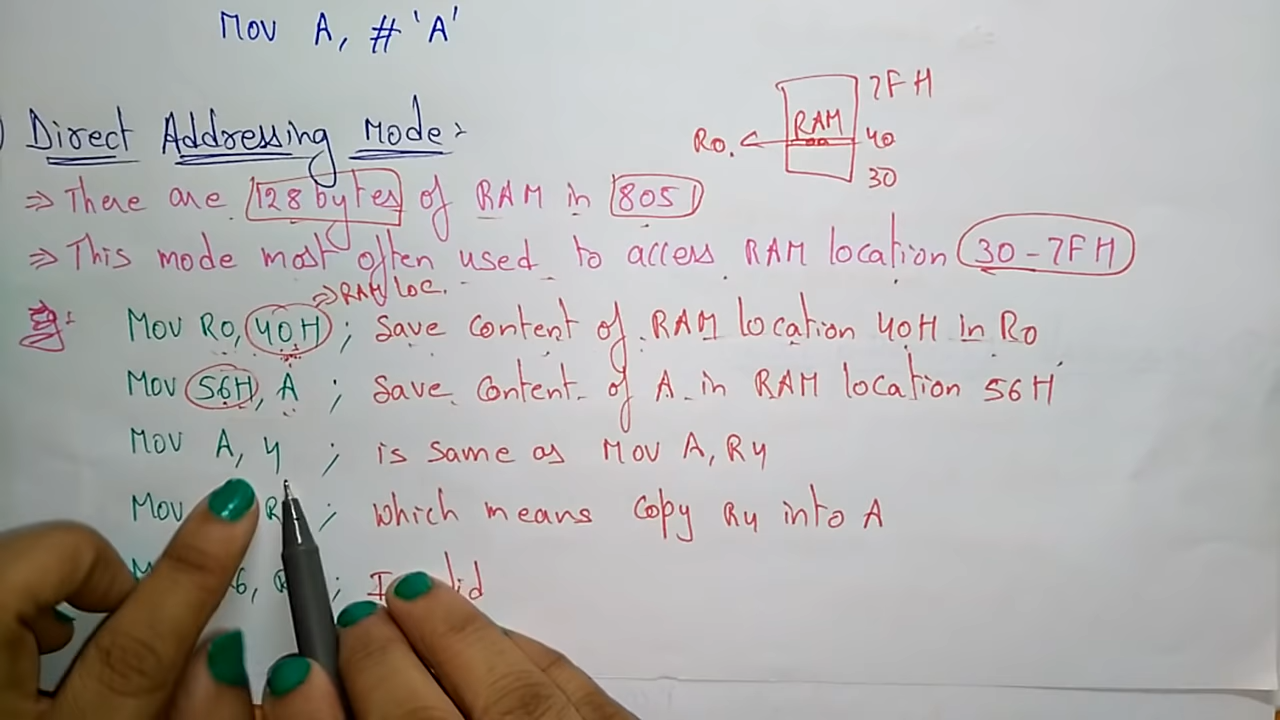 Mov A, # 'A'
Direct Addressing Mode:
7FH
RAM
R0.
40
30
⇒ There are 128 bytes of RAM in 8051
⇒ This mode most often used to access RAM location 30 - 7FH
⇒ RAM LOC.
Eg: Mov R0, 40H ; Save Content of RAM location 40H in R0
Mov 56H, A ; Save Content of A in RAM location 56H
Mov A, 4 ; is same as Mov A, R4
Mov ; Which means Copy R4 into A